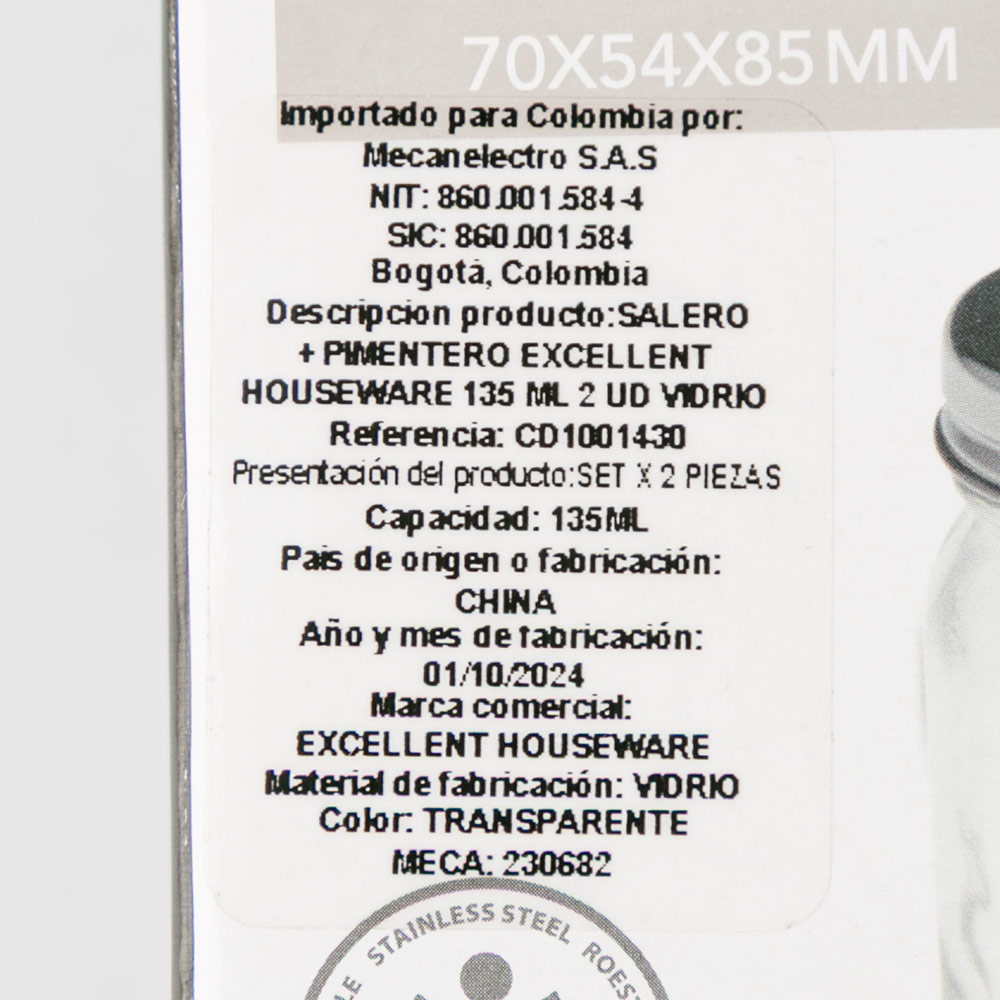 70X54X85MM
Importado para Colombia por:
Mecanelectro S.A.S
NIT: 860.001.584-4
SIC: 860.001.584
Bogotá, Colombia
Descripcion producto:SALERO
+ PIMENTERO EXCELLENT
HOUSEWARE 135 ML 2 UD VIDRIO
Referencia: CD1001430
Presentación del producto:SET X 2 PIEZAS
Capacidad: 135ML
Pais de origen o fabricación:
CHINA
Año y mes de fabricación:
01/10/2024
Marca comercial:
EXCELLENT HOUSEWARE
Material de fabricación: VIDRIO
Color: TRANSPARENTE
MECA: 230682
STAINLESS STEEL